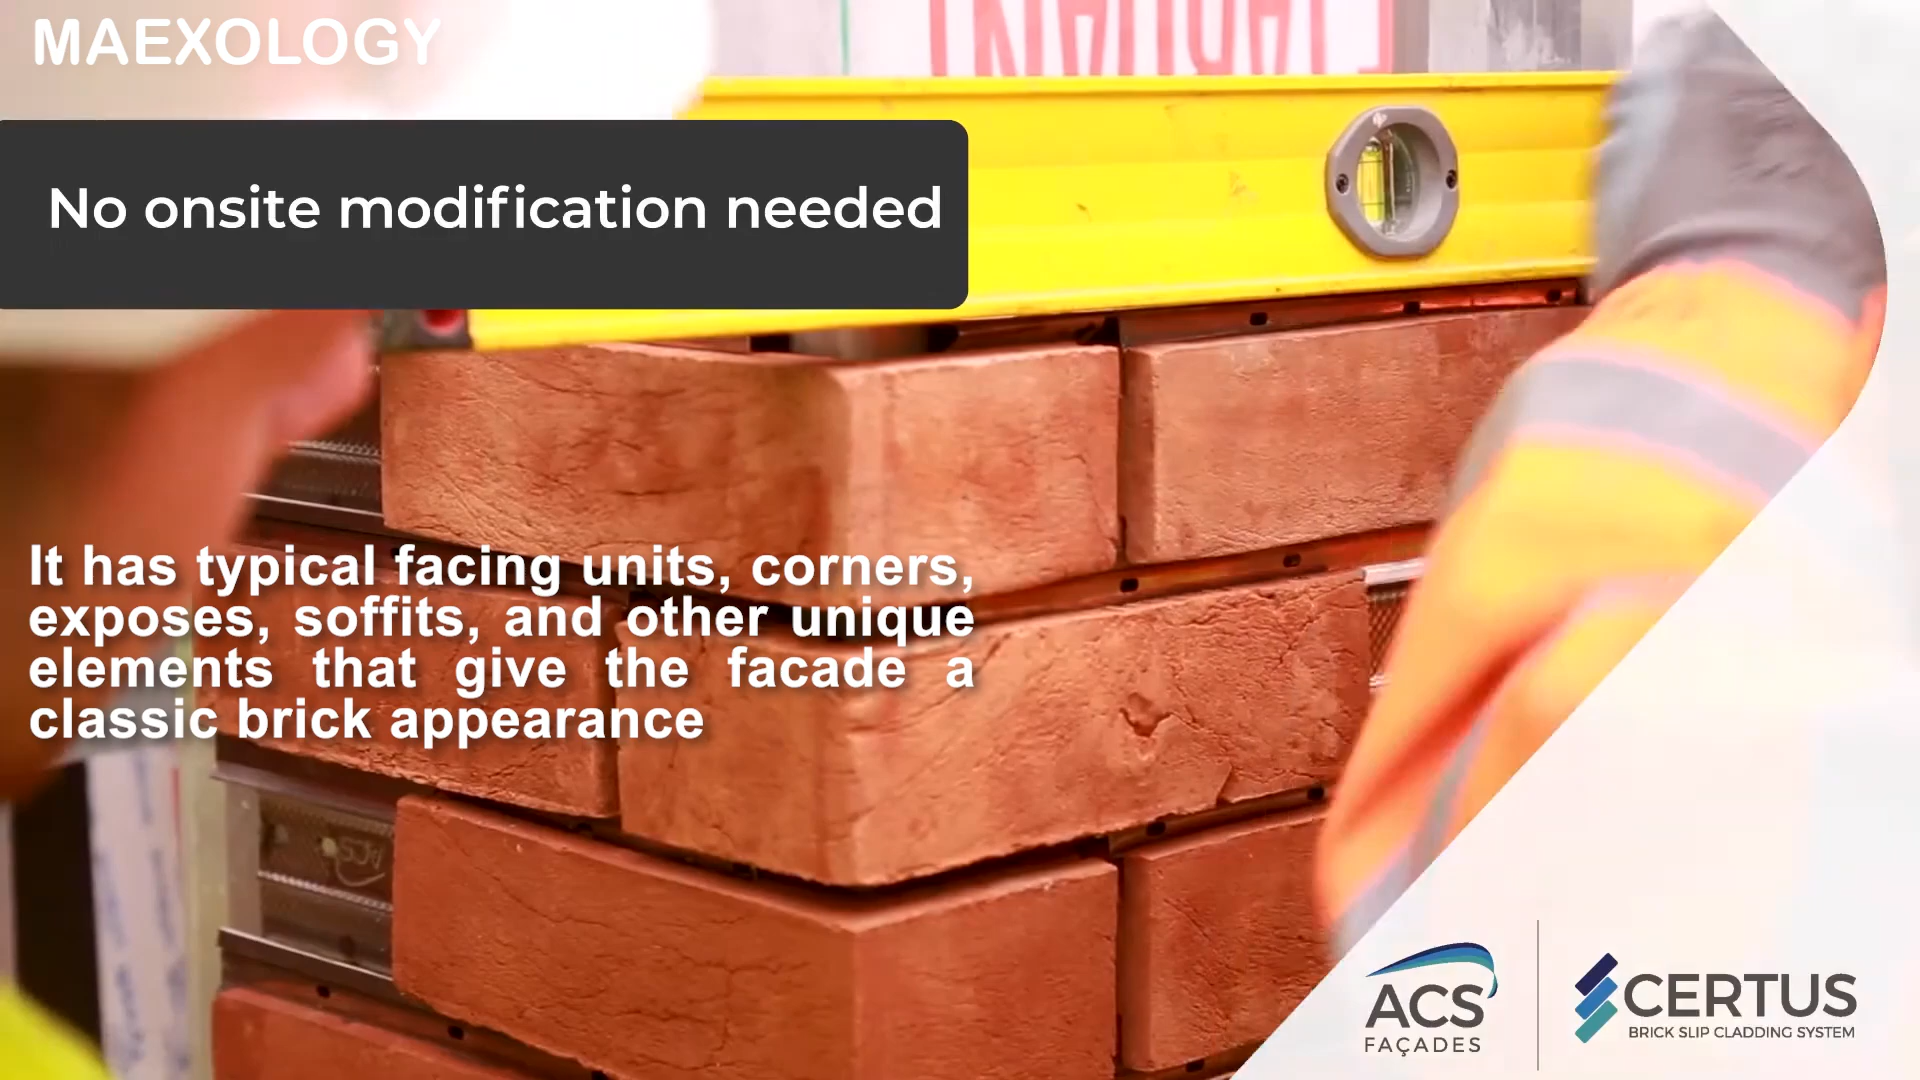 MAEXOLOGY
No onsite modification needed
It has typical facing units, corners,
exposes, soffits, and other unique
elements that give the facade a
classic brick appearance
ACS
FAÇADES
CERTUS
BRICK SLIP CLADDING SYSTEM